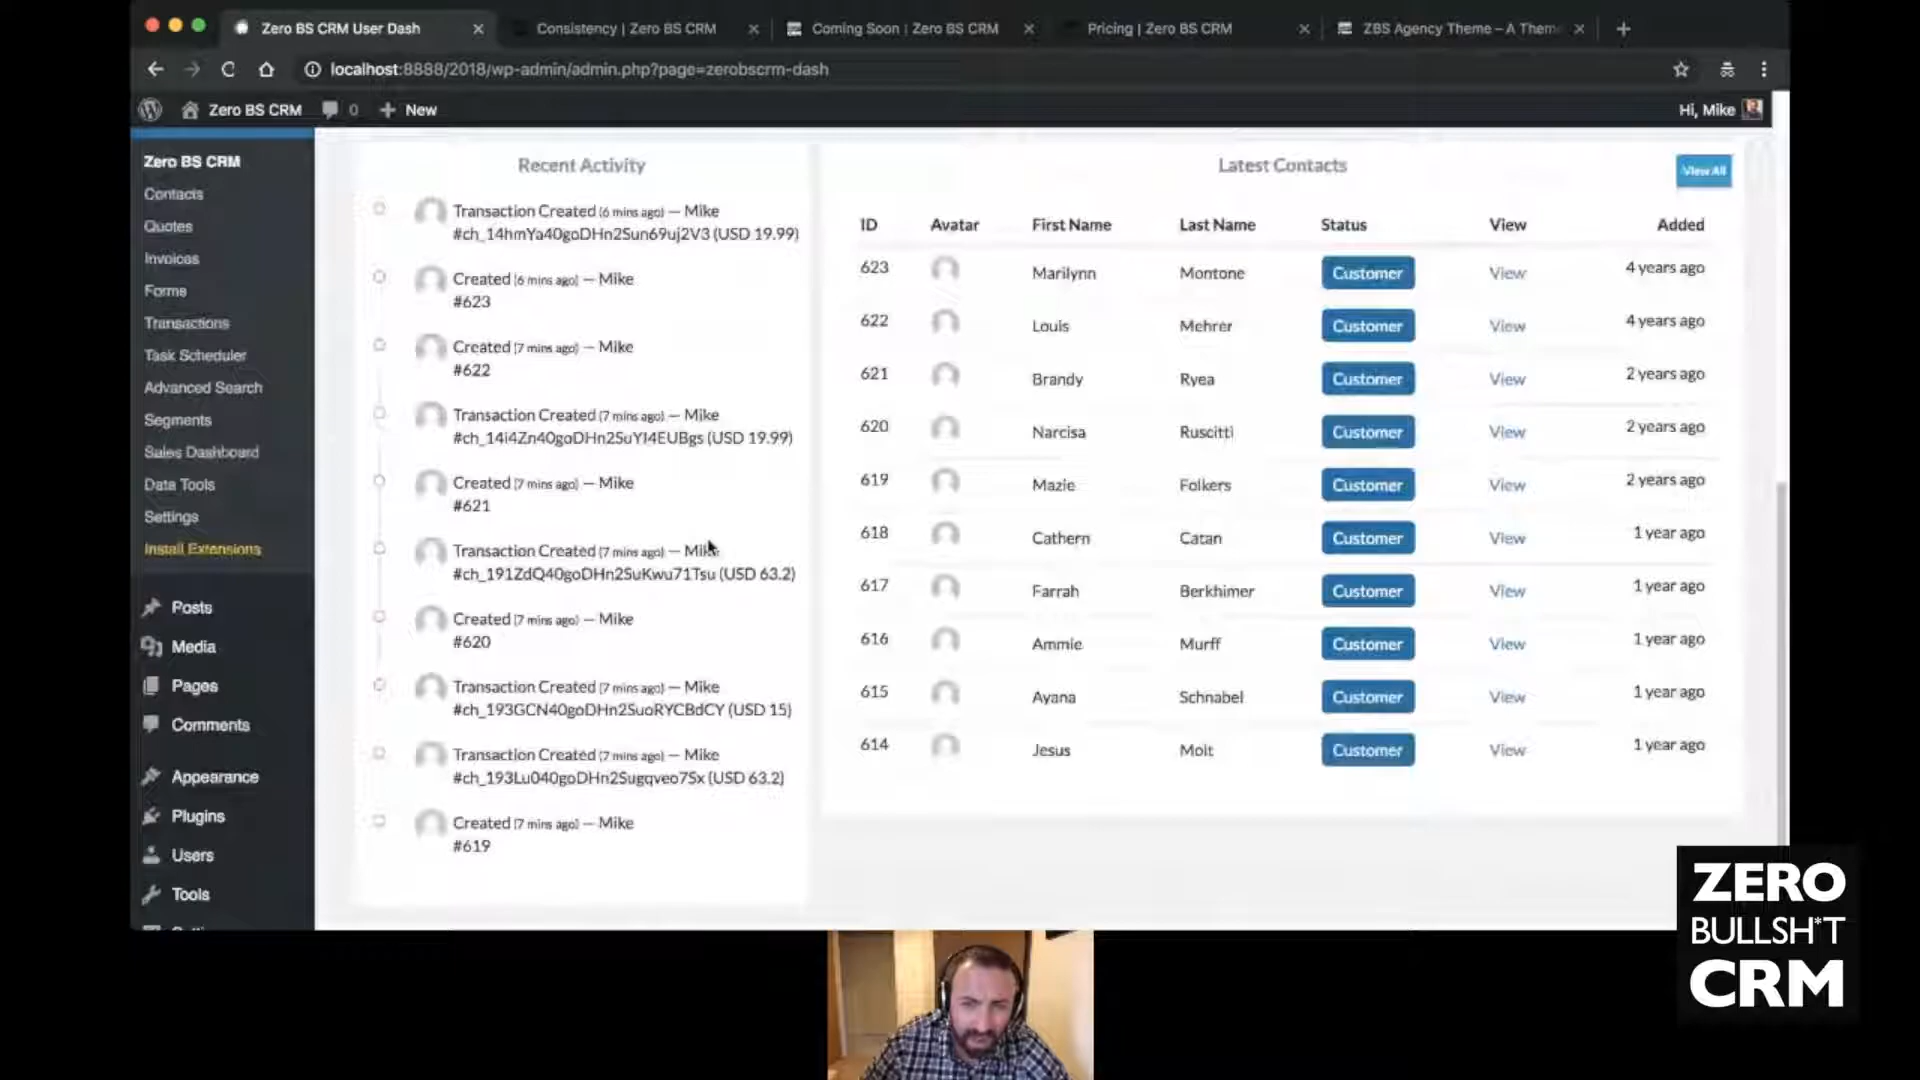 Zero BS CRM User Dash
Consistency | Zero BS CRM
Coming Soon | Zero BS CRM
Pricing | Zero BS CRM
ZBS Agency Theme – A Them
localhost:8888/2018/wp-admin/admin.php?page=zerobscrm-dash
Zero BS CRM 0 New
Hi, Mike
Zero BS CRM
Contacts
Quotes
Invoices
Forms
Transactions
Task Scheduler
Advanced Search
Segments
Sales Dashboard
Data Tools
Settings
Install Extensions
Posts
Media
Pages
Comments
Appearance
Plugins
Users
Tools
Recent Activity
Transaction Created (6 mins ago) — Mike
#ch_14hmYa40goDHn2Sun69uj2V3 (USD 19.99)
Created (6 mins ago) — Mike
#623
Created (7 mins ago) — Mike
#622
Transaction Created (7 mins ago) — Mike
#ch_14i4Zn40goDHn2SuYI4EUBgs (USD 19.99)
Created (7 mins ago) — Mike
#621
Transaction Created (7 mins ago) — Mike
#ch_191ZdQ40goDHn2SuKwu71Tsu (USD 63.2)
Created (7 mins ago) — Mike
#620
Transaction Created (7 mins ago) — Mike
#ch_193GCN40goDHn2SuoRYCBdCY (USD 15)
Transaction Created (7 mins ago) — Mike
#ch_193Lu040goDHn2Sugqveo7Sx (USD 63.2)
Created (7 mins ago) — Mike
#619
Latest Contacts
View All
ID Avatar First Name Last Name Status View Added
623 Marilynn Montone Customer View 4 years ago
622 Louis Mehrer Customer View 4 years ago
621 Brandy Ryea Customer View 2 years ago
620 Narcisa Ruscitti Customer View 2 years ago
619 Mazie Folkers Customer View 2 years ago
618 Cathern Catan Customer View 1 year ago
617 Farrah Berkhimer Customer View 1 year ago
616 Ammie Murff Customer View 1 year ago
615 Ayana Schnabel Customer View 1 year ago
614 Jesus Molt Customer View 1 year ago
ZERO
BULLSH*T
CRM